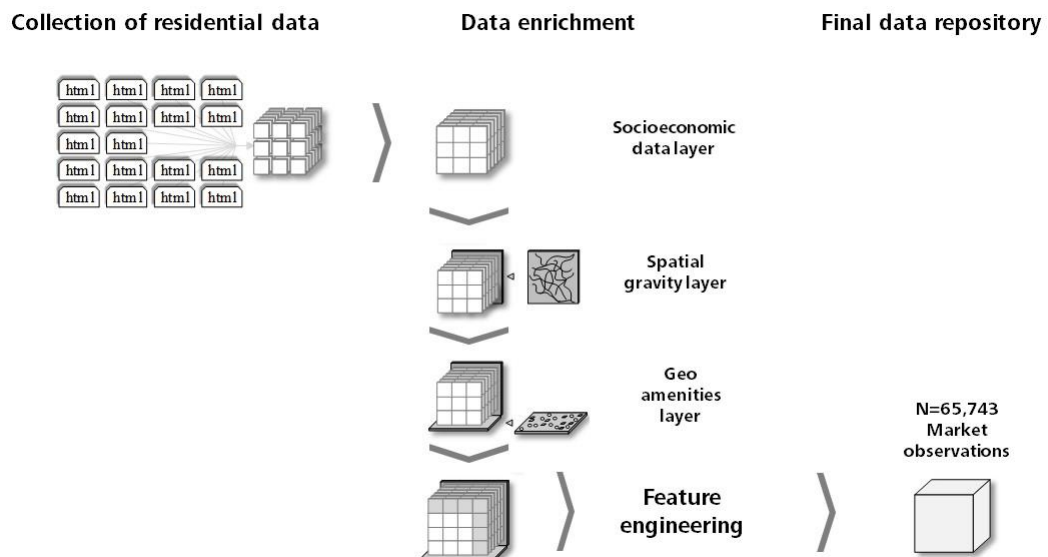 Collection of residential data
Data enrichment
Final data repository
html html html html
html html html html
html html
html html html html
html html html html
Socioeconomic
data layer
Spatial
gravity layer
Geo
amenities
layer
N=65,743
Market
observations
Feature
engineering